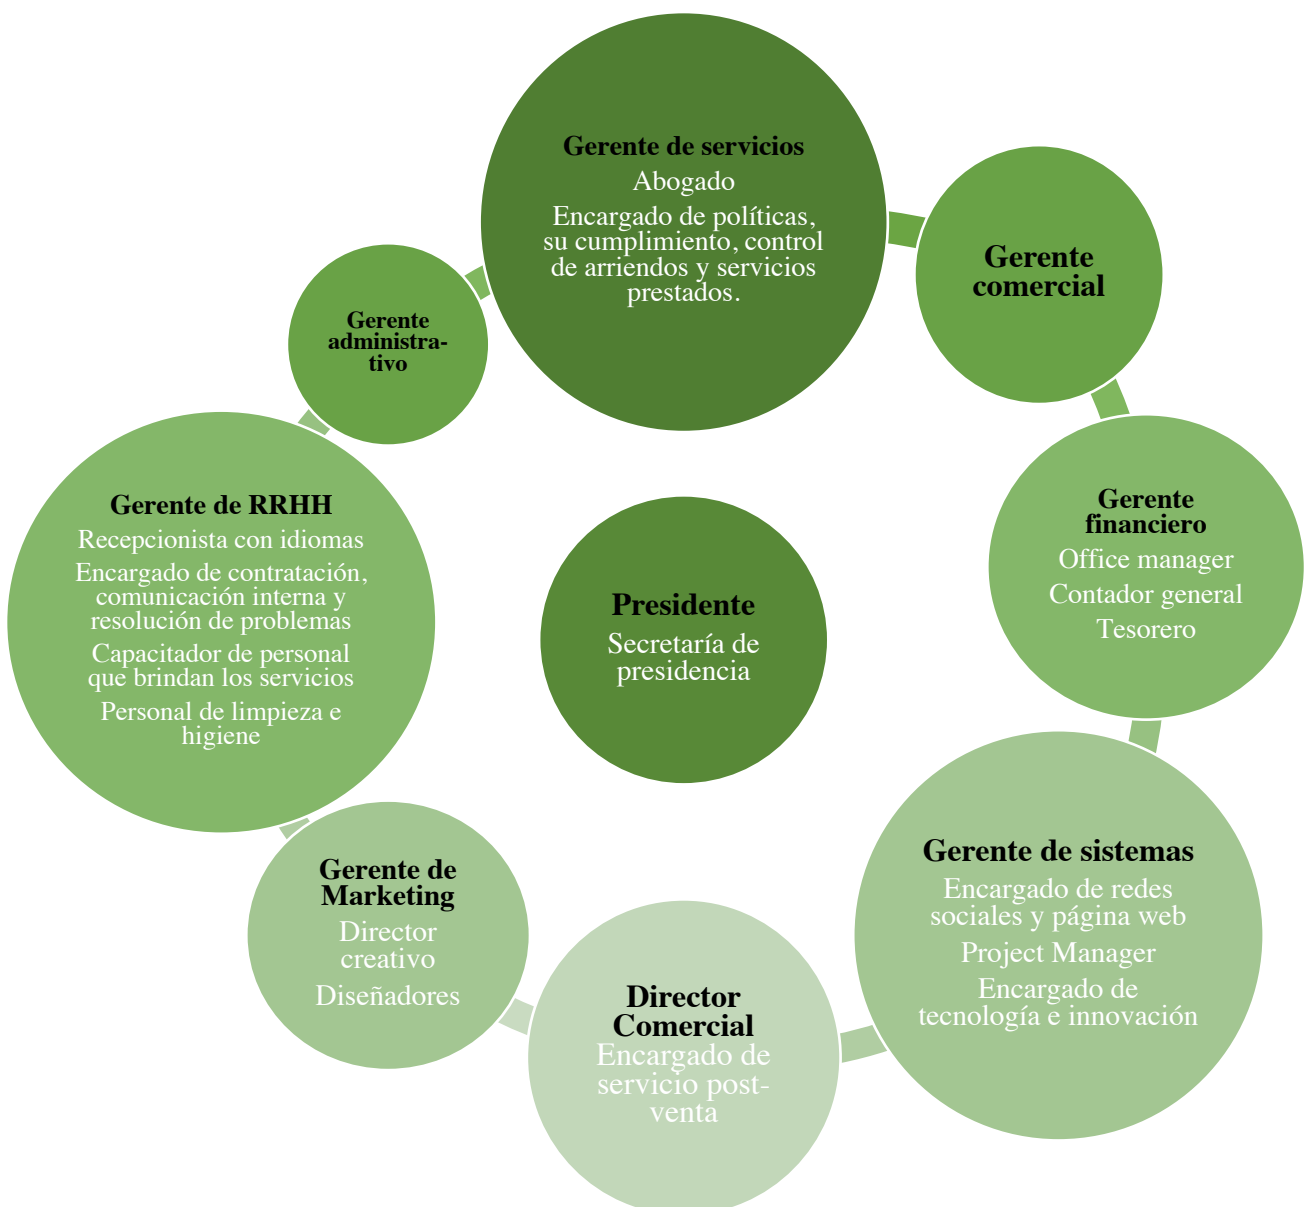 Gerente de servicios
Abogado
Encargado de políticas,
su cumplimiento, control
de arriendos y servicios
prestados.
Gerente
comercial
Gerente
financiero
Office manager
Contador general
Tesorero
Gerente de sistemas
Encargado de redes
sociales y página web
Project Manager
Encargado de
tecnología e innovación
Director
Comercial
Encargado de
servicio post-
venta
Gerente de
Marketing
Director
creativo
Diseñadores
Gerente de RRHH
Recepcionista con idiomas
Encargado de contratación,
comunicación interna y
resolución de problemas
Capacitador de personal
que brindan los servicios
Personal de limpieza e
higiene
Gerente
administra-
tivo
Presidente
Secretaría de
presidencia